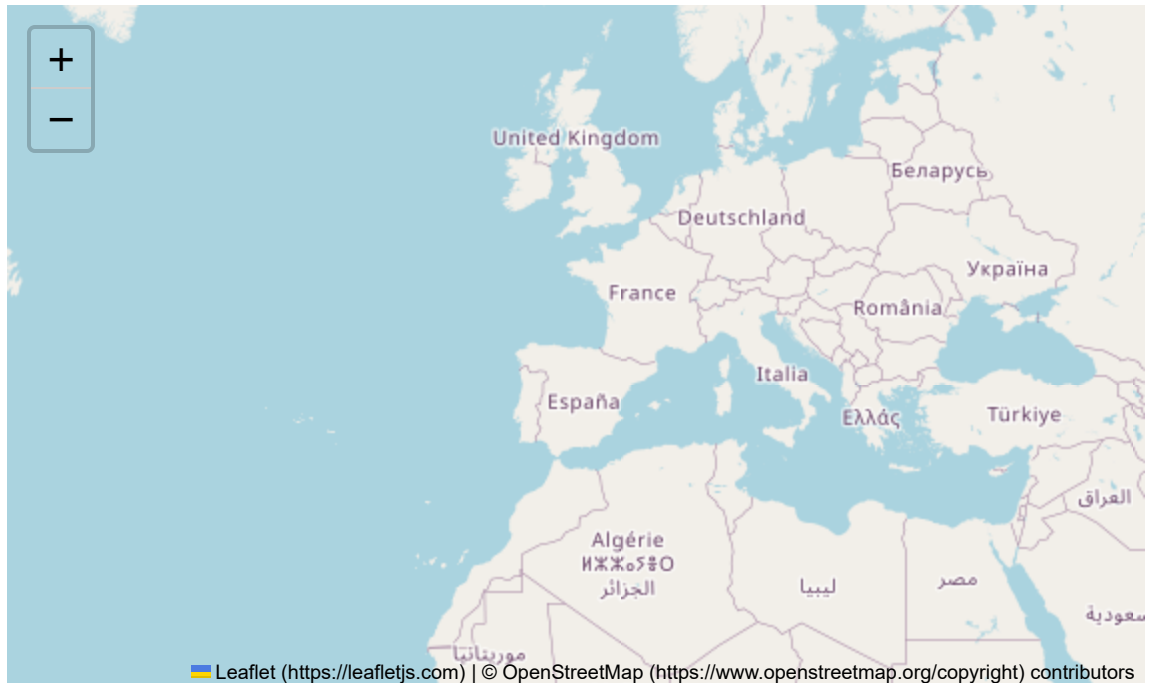 +
−
United Kingdom
Беларусь
Deutschland
Україна
France
România
Italia
España
Ελλάς
Türkiye
العراق
Algérie
ⵍⵣⵣⴰⵢⴻⵔ
الجزائر
ليبيا
مصر
سعودية
موريتانيا
Leaflet (https://leafletjs.com) | © OpenStreetMap (https://www.openstreetmap.org/copyright) contributors